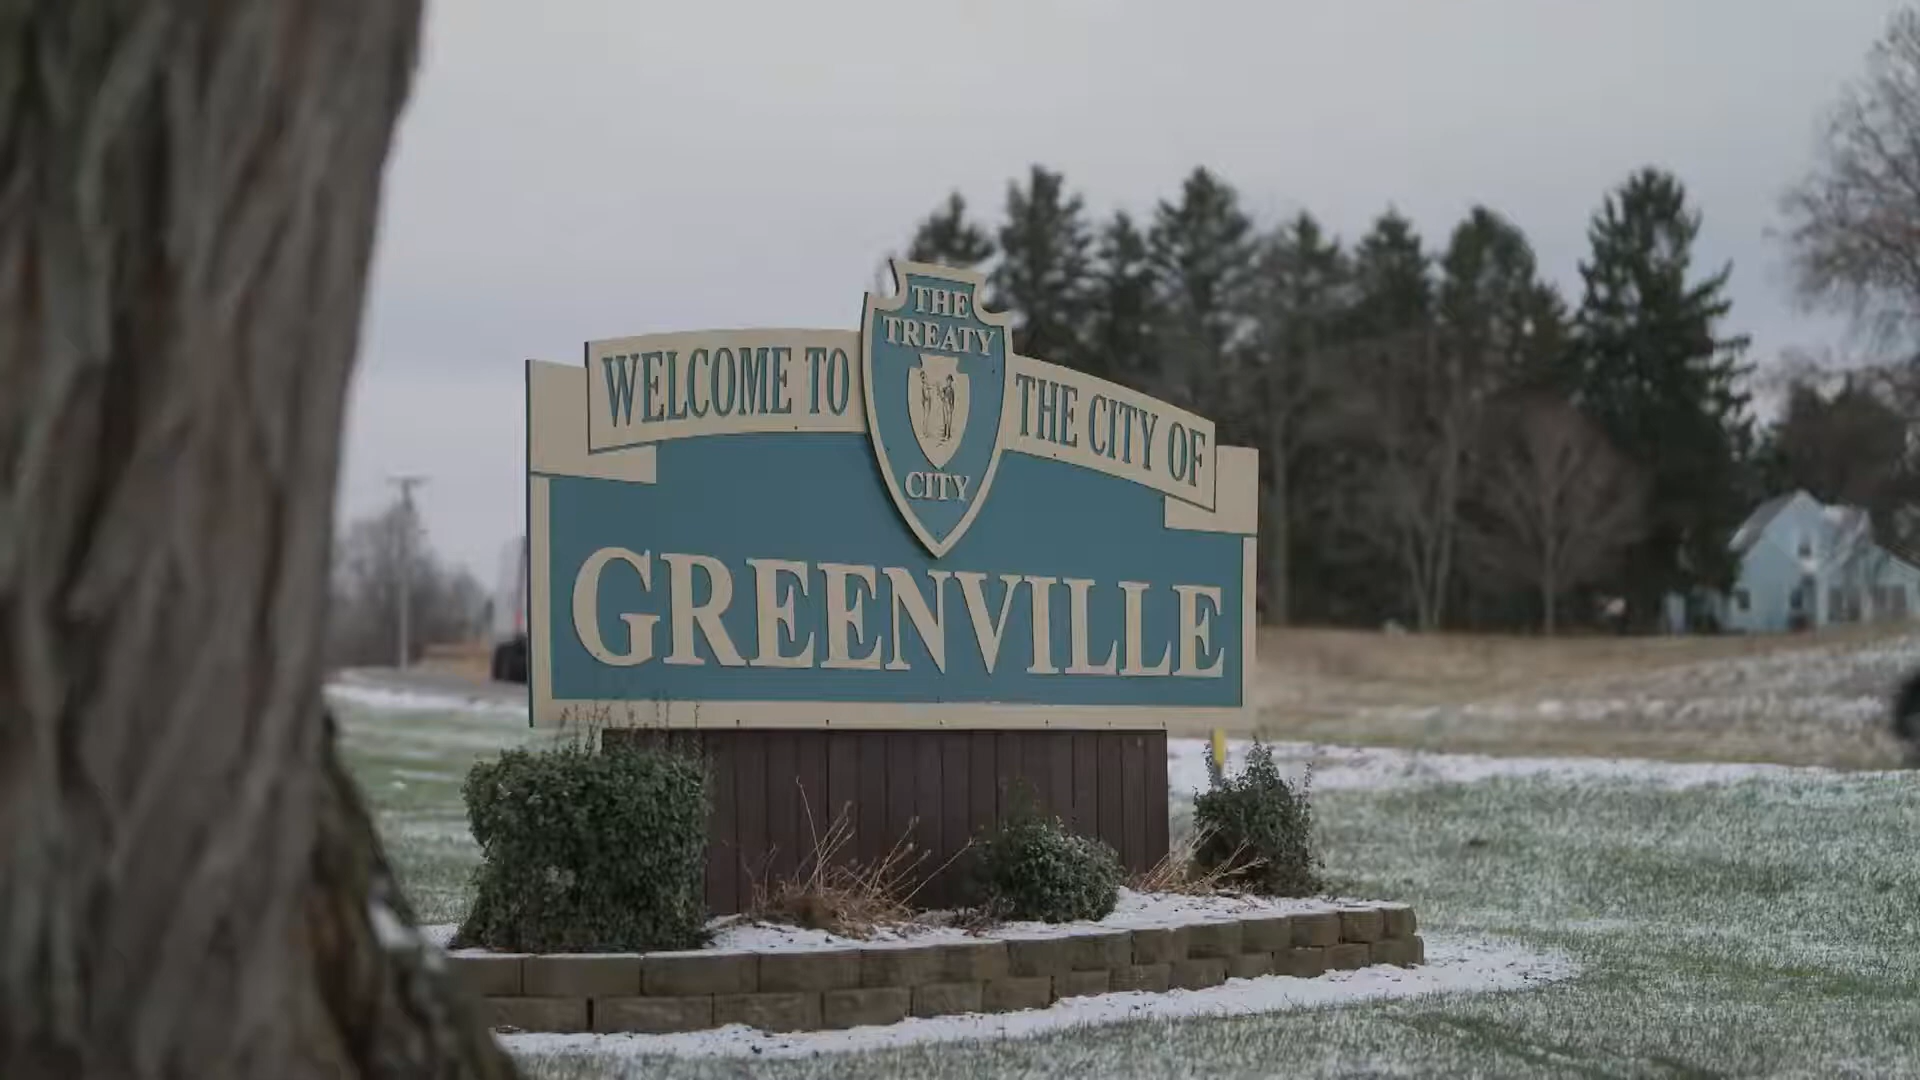 WELCOME TO
THE
TREATY
CITY
THE CITY OF
GREENVILLE